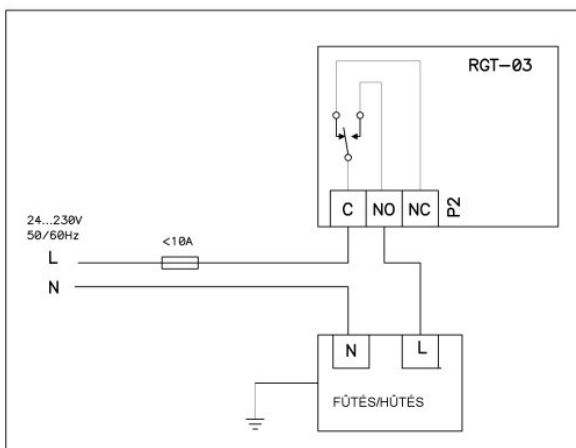 RGT-03
C NO NC P2
24...230V
50/60Hz
<10A
L
N
N L
FŰTÉS/HŰTÉS